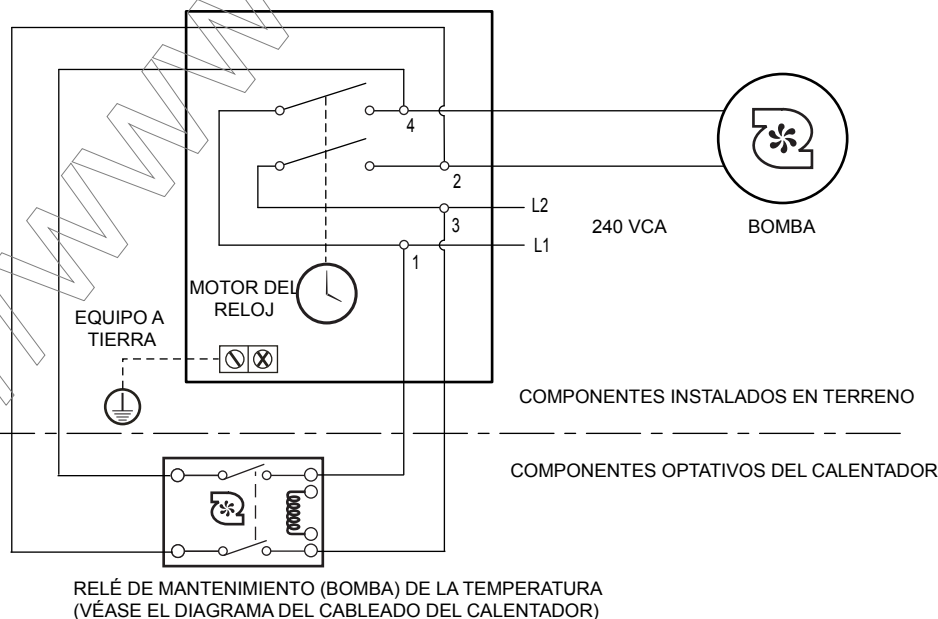 4
2
L2
3
240 VCA
BOMBA
L1
1
MOTOR DEL
RELOJ
EQUIPO A
TIERRA
COMPONENTES INSTALADOS EN TERRENO
COMPONENTES OPTATIVOS DEL CALENTADOR
RELÉ DE MANTENIMIENTO (BOMBA) DE LA TEMPERATURA
(VÉASE EL DIAGRAMA DEL CABLEADO DEL CALENTADOR)